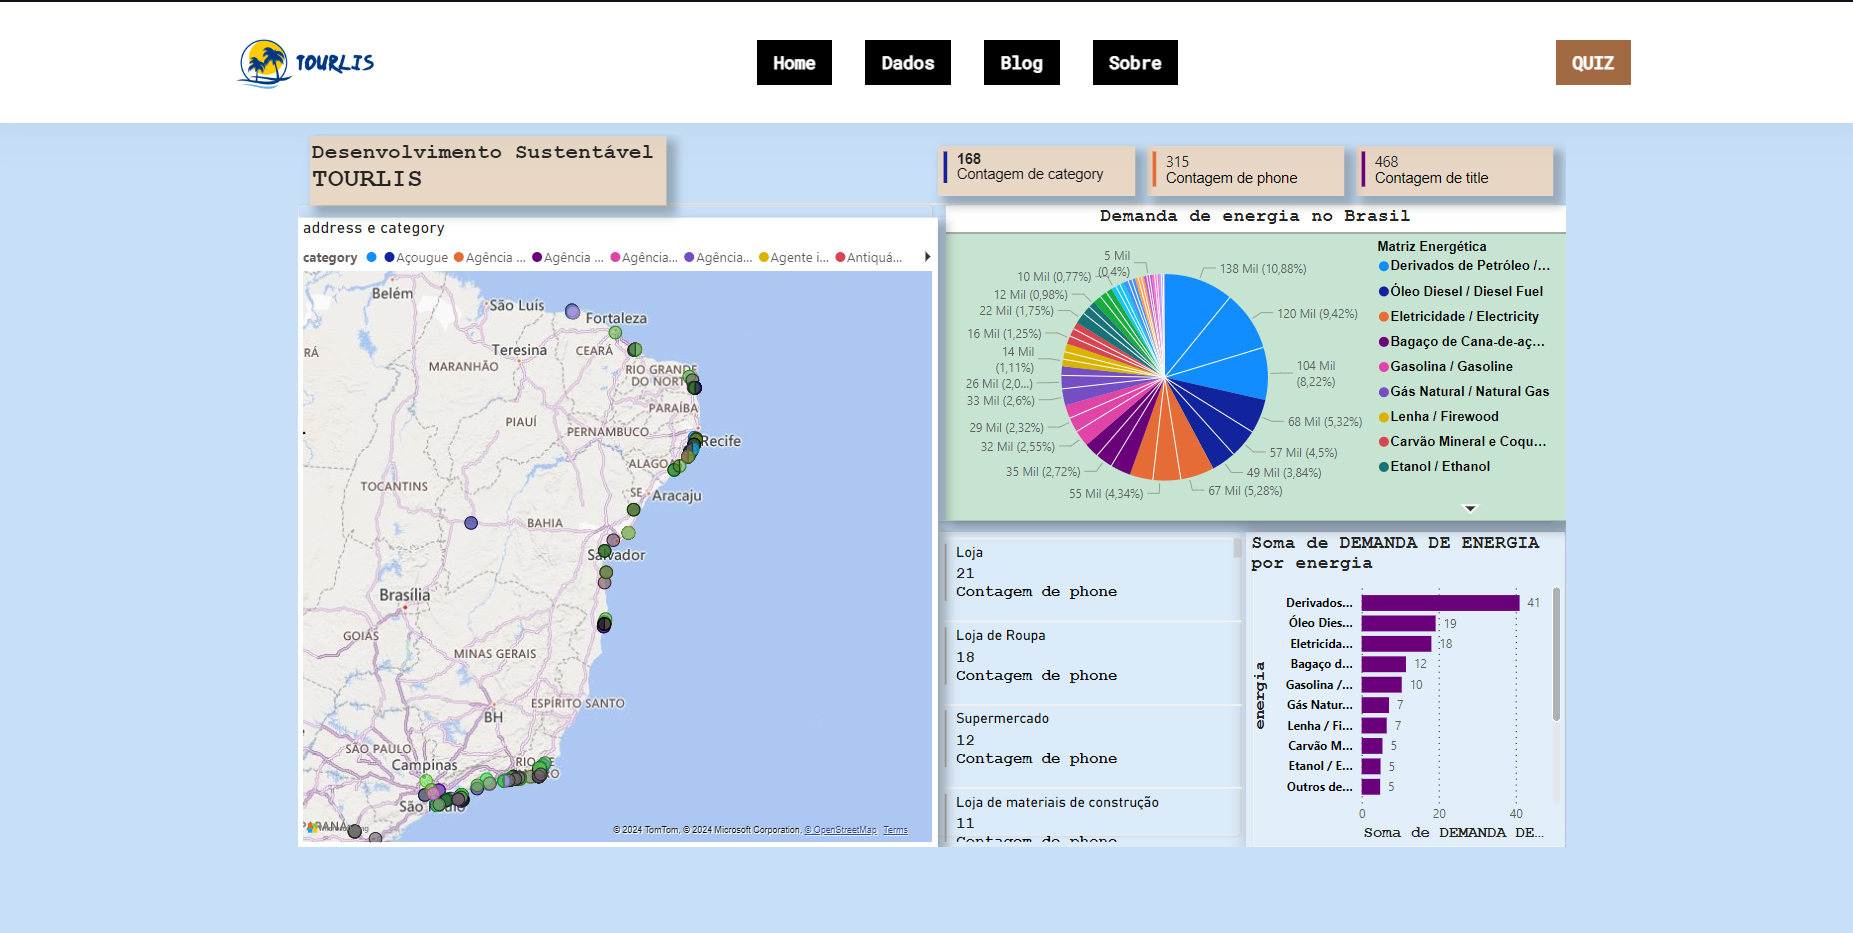 TOURLIS
Home
Dados
Blog
Sobre
QUIZ
Desenvolvimento Sustentável
TOURLIS
168
Contagem de category
315
Contagem de phone
468
Contagem de title
address e category
category
Açougue
Agência ...
Agência ...
Agência...
Agência...
Agente i...
Antiquá...
Belém
São Luís
Fortaleza
Teresina
CEARÁ
RÁ
MARANHÃO
RIO GRANDE
DO NORT
PARAÍBA
PIAUÍ
PERNAMBUCO
Recife
ALAGOA
TOCANTINS
SE
Aracaju
BAHIA
Salvador
Brasília
GOIÁS
MINAS GERAIS
ESPÍRITO SANTO
BH
SÃO PAULO
Campinas
RIO
São
© 2024 TomTom, © 2024 Microsoft Corporation, © OpenStreetMap Terms
Demanda de energia no Brasil
5 Mil
(0,4%)
10 Mil (0,77%)
12 Mil (0,98%)
22 Mil (1,75%)
16 Mil (1,25%)
14 Mil
(1,11%)
26 Mil (2,0...)
33 Mil (2,6%)
29 Mil (2,32%)
32 Mil (2,55%)
35 Mil (2,72%)
55 Mil (4,34%)
138 Mil (10,88%)
120 Mil (9,42%)
104 Mil
(8,22%)
68 Mil (5,32%)
57 Mil (4,5%)
49 Mil (3,84%)
67 Mil (5,28%)
Matriz Energética
Derivados de Petróleo /...
Óleo Diesel / Diesel Fuel
Eletricidade / Electricity
Bagaço de Cana-de-aç...
Gasolina / Gasoline
Gás Natural / Natural Gas
Lenha / Firewood
Carvão Mineral e Coqu...
Etanol / Ethanol
Loja
21
Contagem de phone
Loja de Roupa
18
Contagem de phone
Supermercado
12
Contagem de phone
Loja de materiais de construção
11
Contagem de phone
Soma de DEMANDA DE ENERGIA
por energia
energia
Derivados... 41
Óleo Dies... 19
Eletricida... 18
Bagaço d... 12
Gasolina /... 10
Gás Natur... 7
Lenha / Fi... 7
Carvão M... 5
Etanol / E... 5
Outros de... 5
0 20 40
Soma de DEMANDA DE...